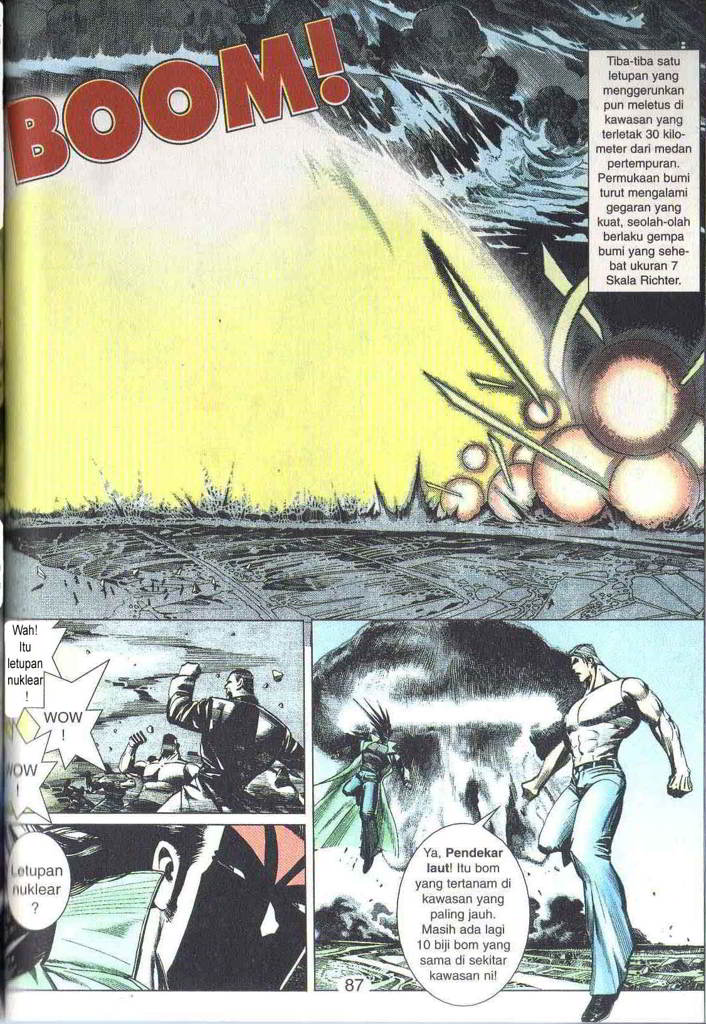 BOOM!
Tiba-tiba satu
letupan yang
menggerunkan
pun meletus di
kawasan yang
terletak 30 kilo-
meter dari medan
pertempuran.
Permukaan bumi
turut mengalami
gegaran yang
kuat, seolah-olah
berlaku gempa
bumi yang sehe-
bat ukuran 7
Skala Richter.
Wah!
Itu
letupan
nuklear
!
WOW
!
WOW
!
Letupan
nuklear
?
Ya, Pendekar
laut! Itu bom
yang tertanam di
kawasan yang
paling jauh.
Masih ada lagi
10 biji bom yang
sama di sekitar
kawasan ni!
87